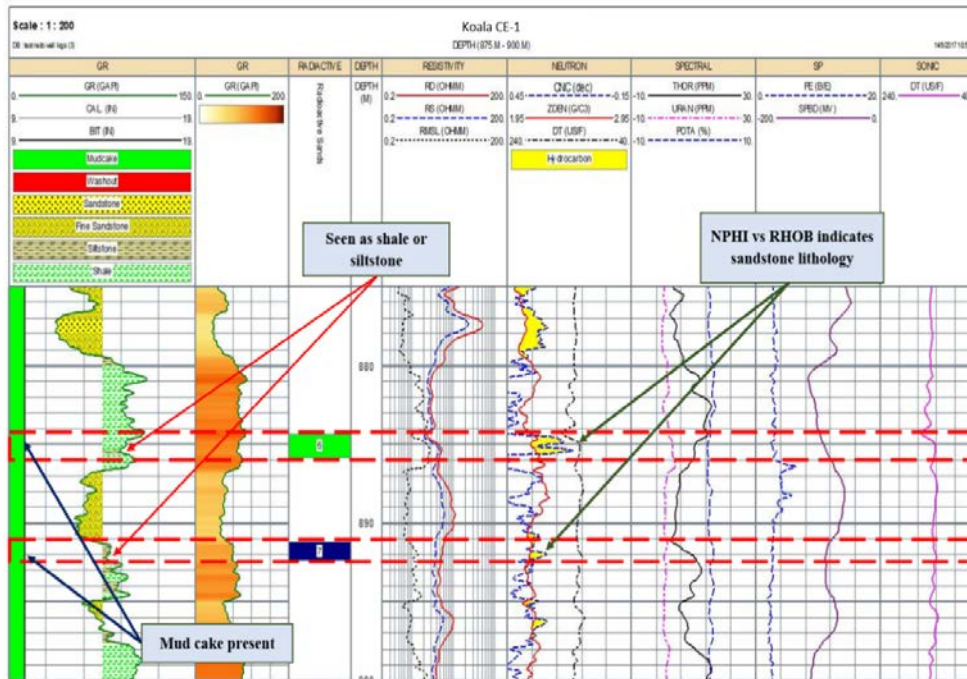 Scale : 1 : 200
Koala CE-1
DEPTH (875 M - 900 M)
GR
GR
RADIACTIVE
DEPTH
RESISTIVITY
NEUTRON
SPECTRAL
SP
SONIC
GR (GAPI)
0. 150.
CAL (IN)
9. 19.
BIT (IN)
9. 19.
Mudcake
Washout
Sandstone
Fine Sandstone
Siltstone
Shale
GR (GAPI)
0. 200.
Radioactive Sands
DEPTH
(M)
RD (OHMM)
0.2 200.
RS (OHMM)
0.2 200.
RMSL (OHMM)
0.2 200.
CNC (dec)
0.45 -0.15
ZDEN (G/C3)
1.95 2.95
DT (US/F)
240. 40.
Hydrocarbon
THOR (PPM)
-10. 30.
URAN (PPM)
-10. 30.
POTA (%)
-10. 10.
PE (B/E)
0. 20.
SPBD (MV)
-200. 0.
DT (US/F)
240.
Seen as shale or
siltstone
NPHI vs RHOB indicates
sandstone lithology
880
6
890
7
Mud cake present